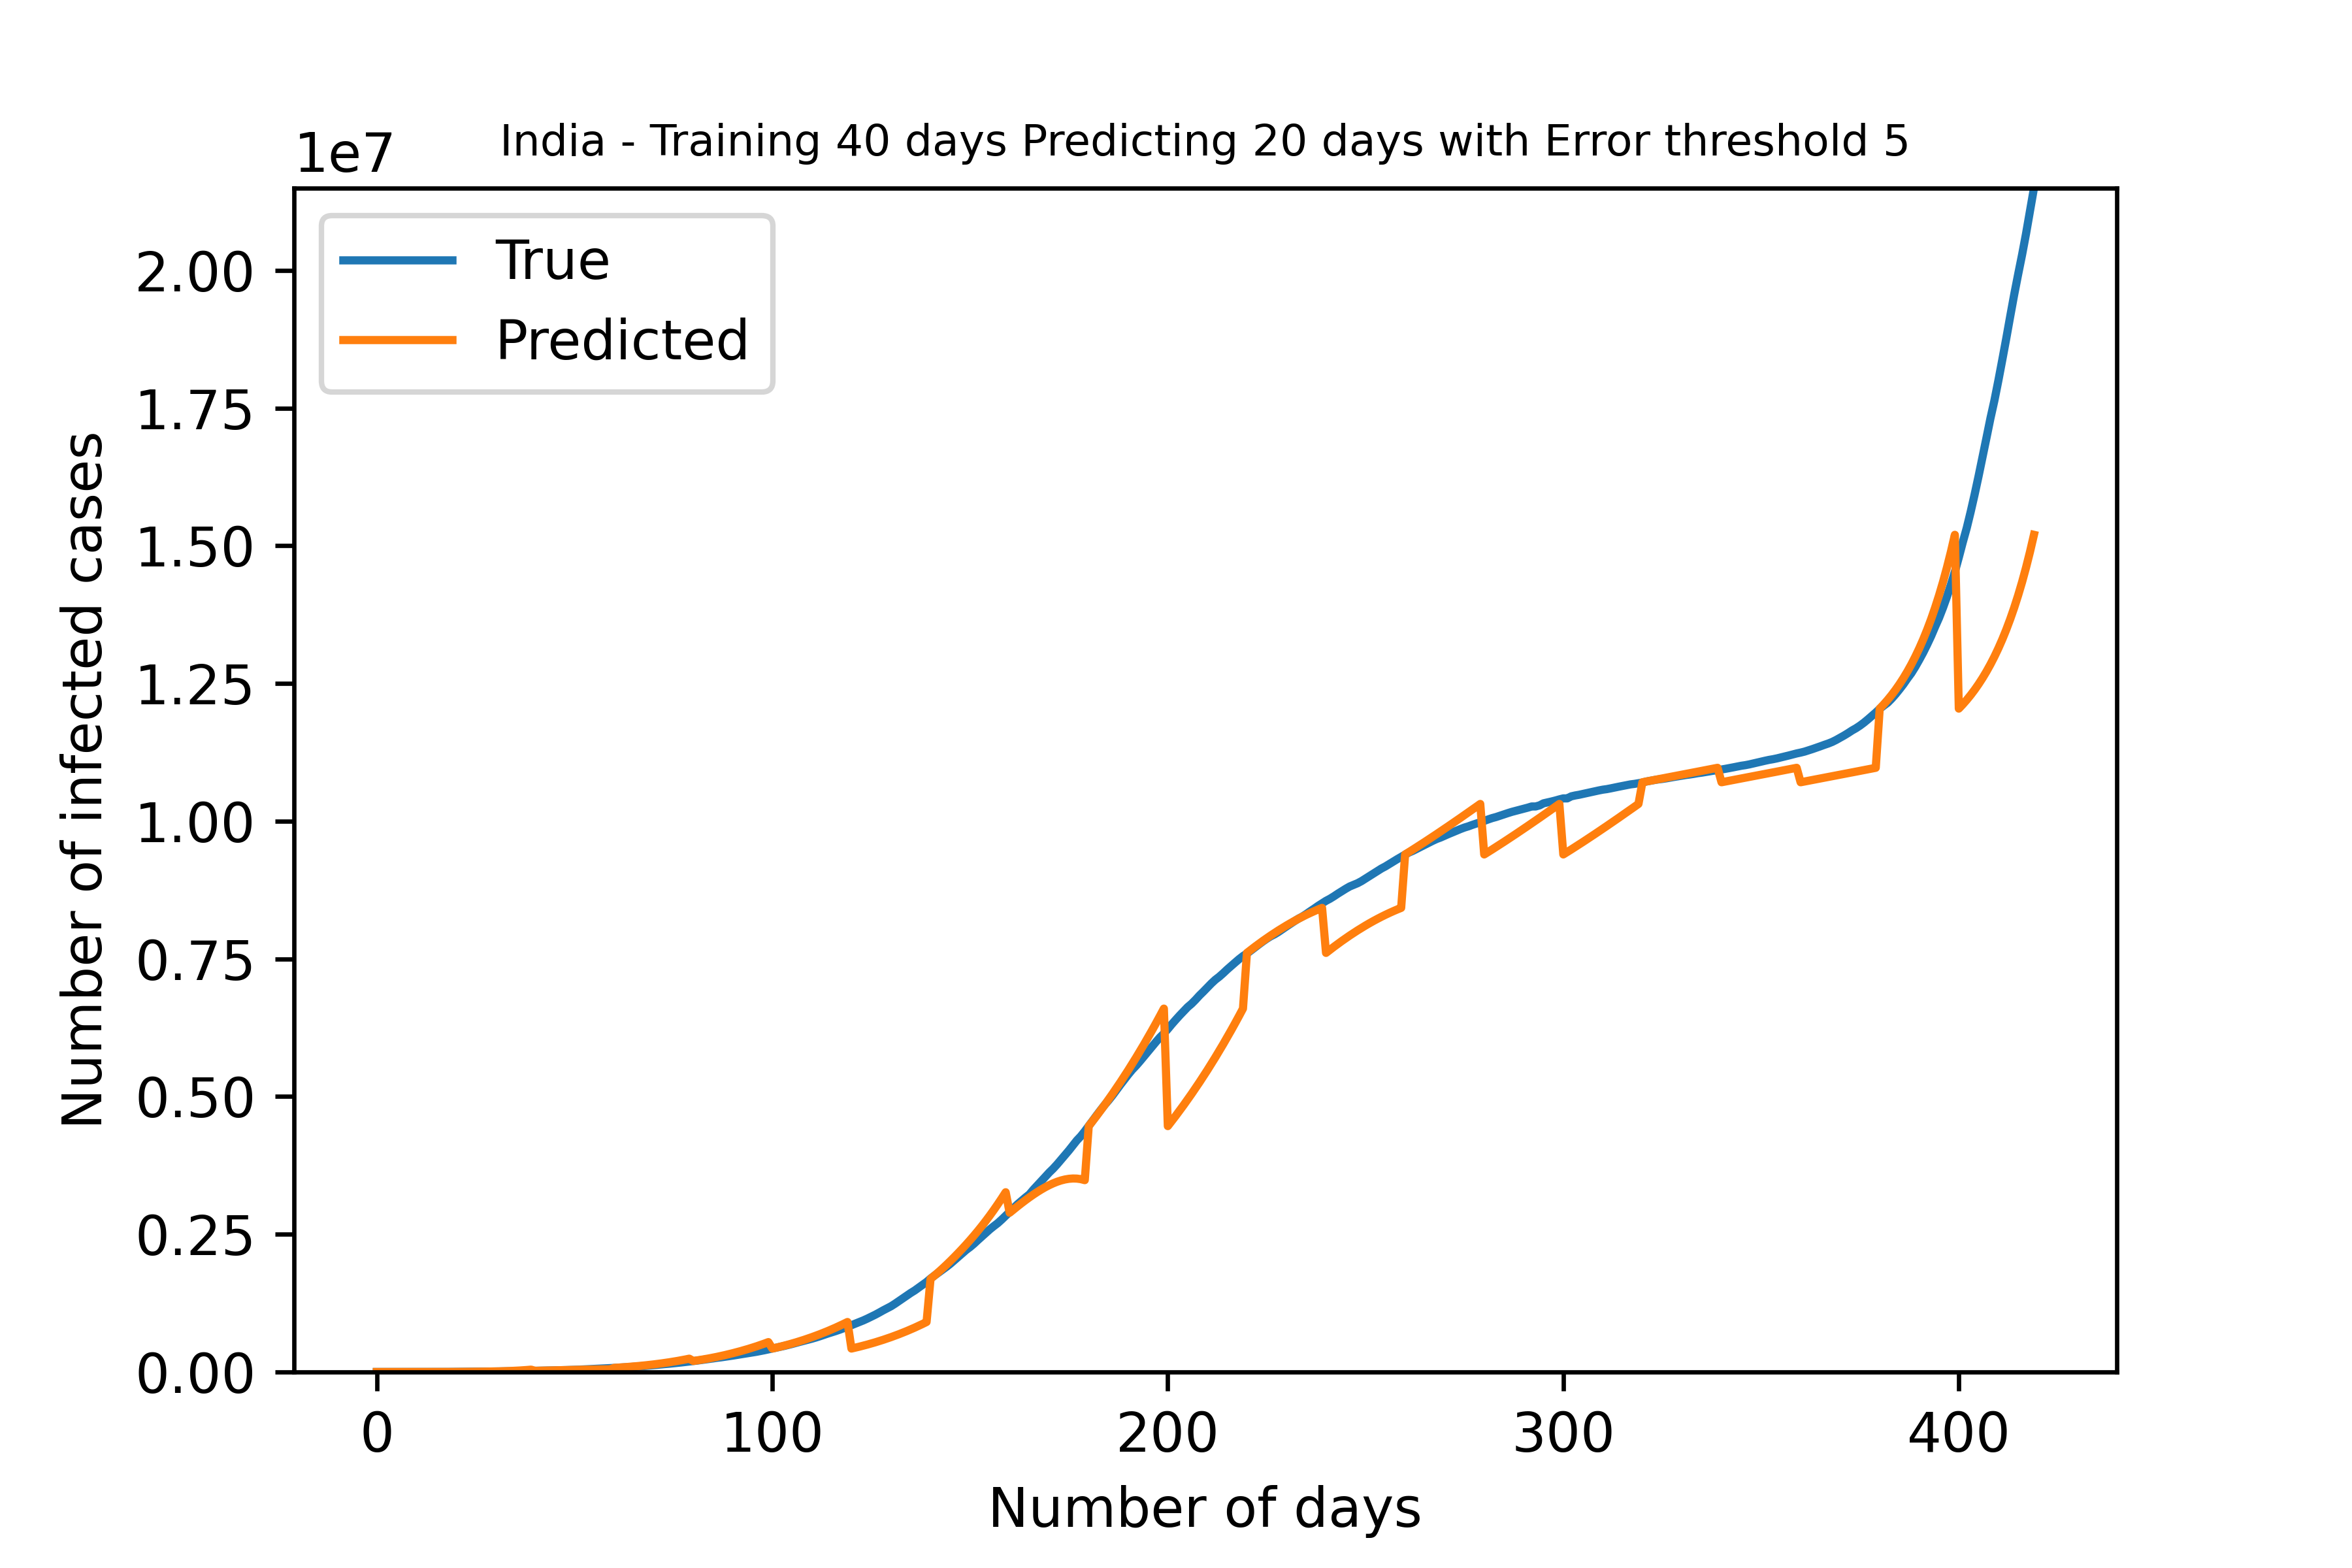 India - Training 40 days Predicting 20 days with Error threshold 5
1e7
True
Predicted
2.00
1.75
1.50
1.25
1.00
0.75
0.50
0.25
0.00
Number of infected cases
0 100 200 300 400
Number of days